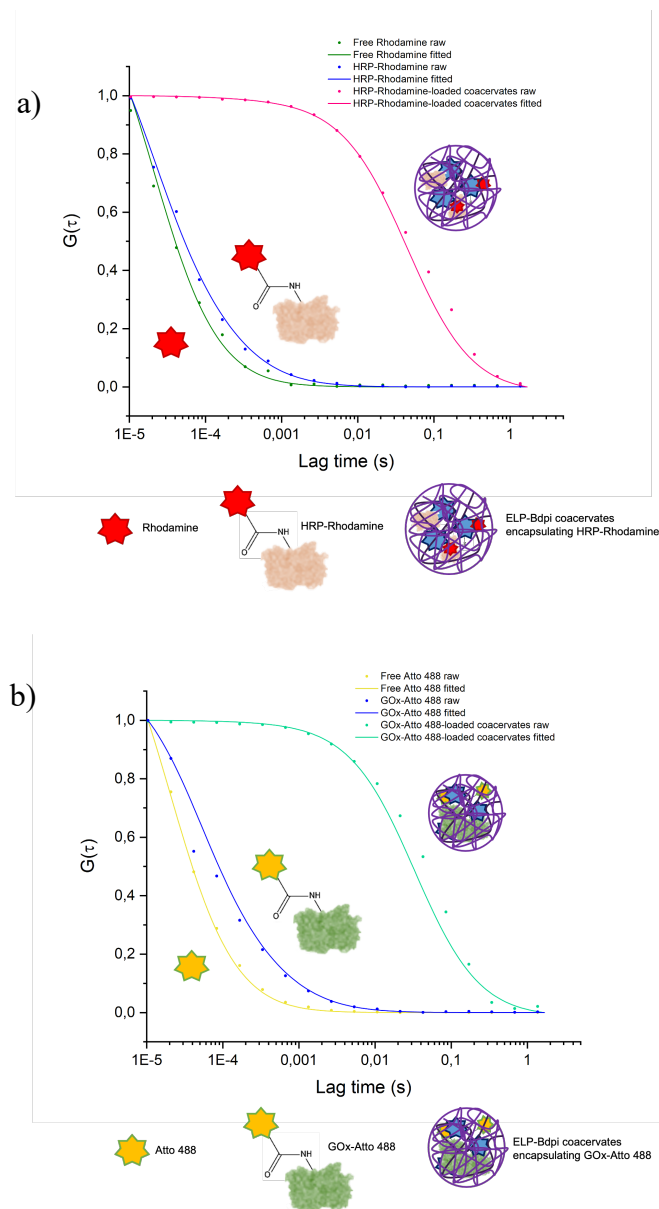 a)
Free Rhodamine raw
Free Rhodamine fitted
HRP-Rhodamine raw
HRP-Rhodamine fitted
HRP-Rhodamine-loaded coacervates raw
HRP-Rhodamine-loaded coacervates fitted
G(τ)
1,0
0,8
0,6
0,4
0,2
0,0
O
NH
1E-5
1E-4
0,001
0,01
0,1
1
Lag time (s)
Rhodamine
O
NH
HRP-Rhodamine
ELP-Bdpi coacervates
encapsulating HRP-Rhodamine
b)
Free Atto 488 raw
Free Atto 488 fitted
GOx-Atto 488 raw
GOx-Atto 488 fitted
GOx-Atto 488-loaded coacervates raw
GOx-Atto 488-loaded coacervates fitted
G(τ)
1,0
0,8
0,6
0,4
0,2
0,0
O
NH
1E-5
1E-4
0,001
0,01
0,1
1
Lag time (s)
Atto 488
O
NH
GOx-Atto 488
ELP-Bdpi coacervates
encapsulating GOx-Atto 488